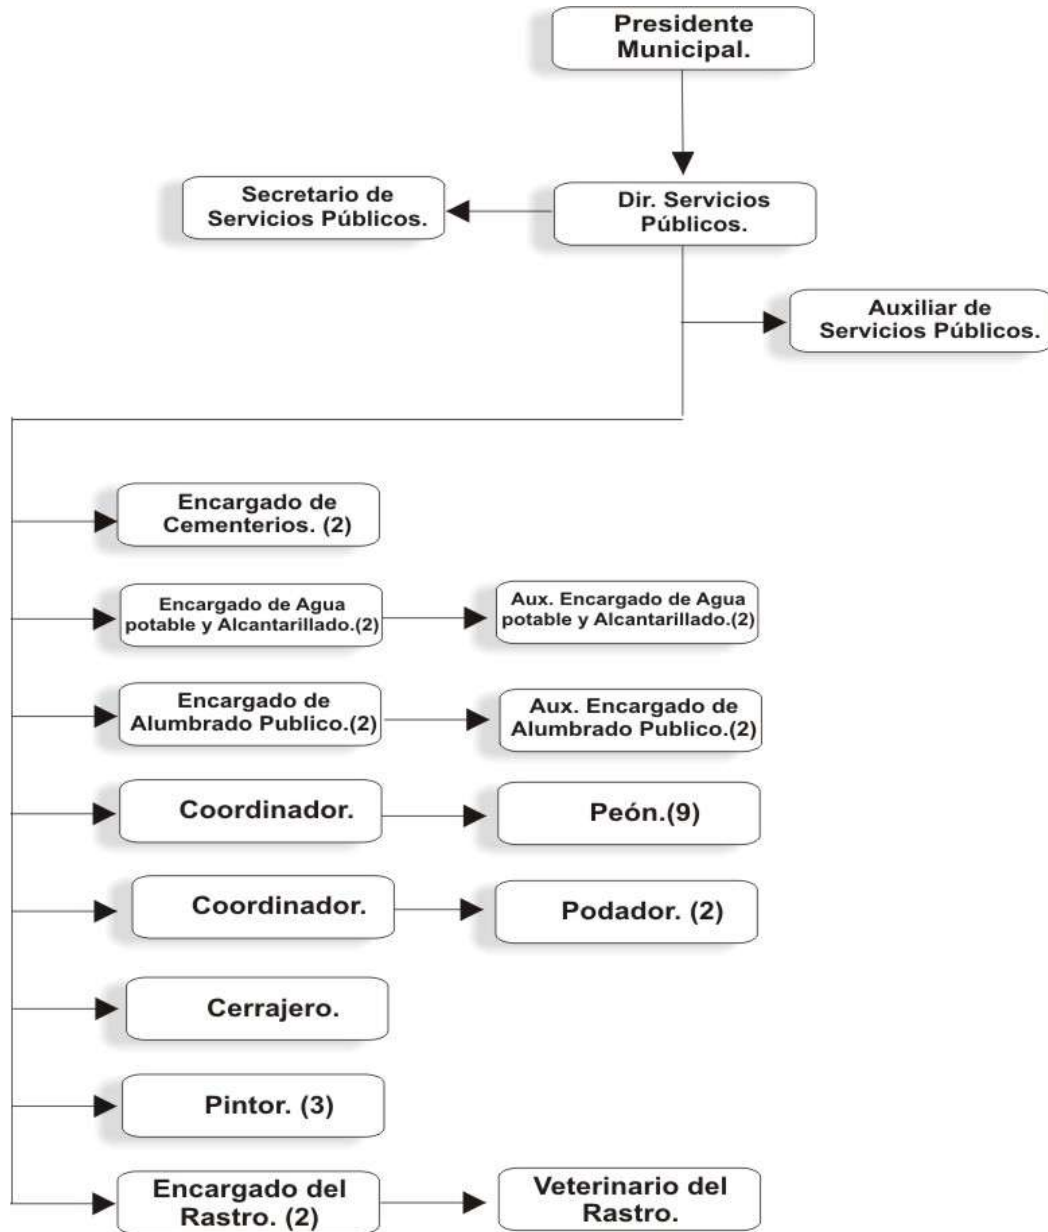 Presidente
Municipal.
Secretario de
Servicios Públicos.
Dir. Servicios
Públicos.
Auxiliar de
Servicios Públicos.
Encargado de
Cementerios. (2)
Encargado de Agua
potable y Alcantarillado.(2)
Aux. Encargado de Agua
potable y Alcantarillado.(2)
Encargado de
Alumbrado Publico.(2)
Aux. Encargado de
Alumbrado Publico.(2)
Coordinador.
Peón.(9)
Coordinador.
Podador. (2)
Cerrajero.
Pintor. (3)
Encargado del
Rastro. (2)
Veterinario del
Rastro.